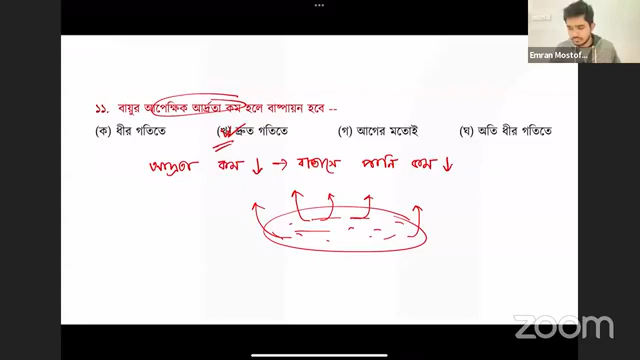 Emran Mostof...
১১. বায়ুর আপেক্ষিক আর্দ্রতা কম হলে বাষ্পায়ন হবে --
(ক) ধীর গতিতে (খ) দ্রুত গতিতে (গ) আগের মতোই (ঘ) অতি ধীর গতিতে
আদ্রতা কম ↓ → বাতাসে পানি কম ↓
zoom